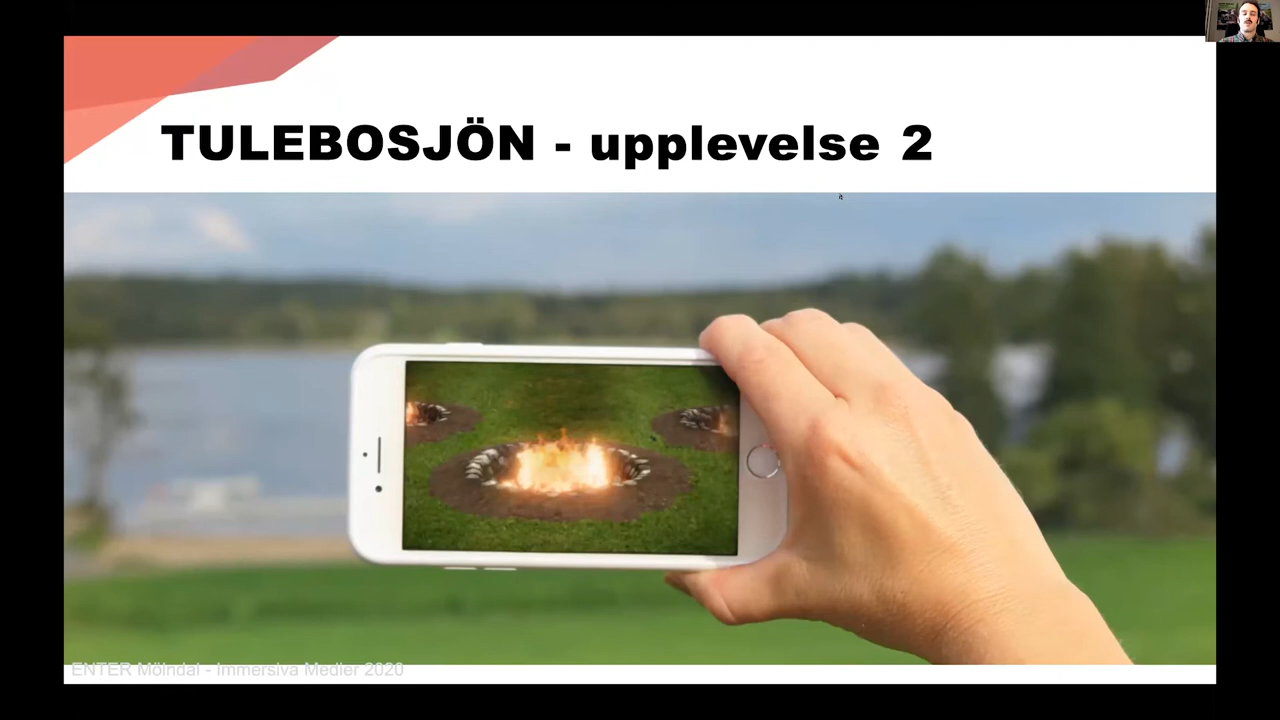 TULEBOSJÖN - upplevelse 2
ENTER Mölndal - Immersiva Medier 2020